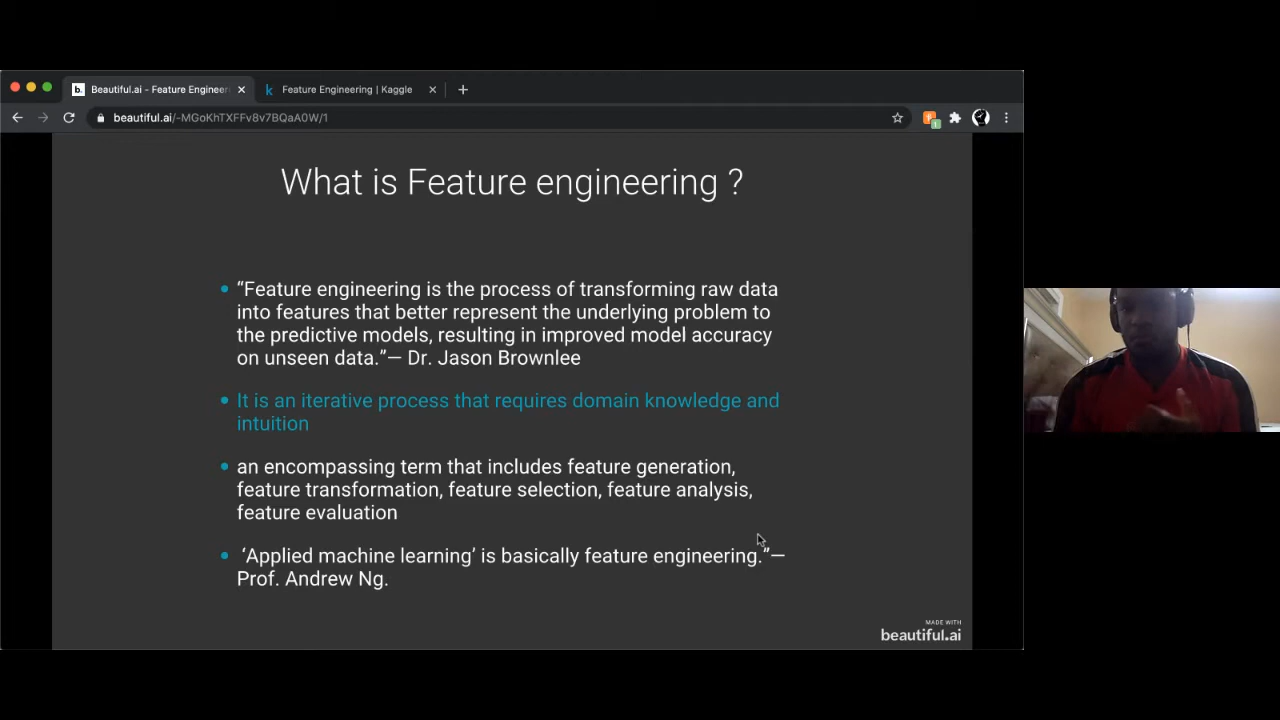 Beautiful.ai - Feature Engineer
Feature Engineering | Kaggle
beautiful.ai/-MGoKhTXFFv8v7BQaA0W/1
1
What is Feature engineering ?
“Feature engineering is the process of transforming raw data
into features that better represent the underlying problem to
the predictive models, resulting in improved model accuracy
on unseen data.”— Dr. Jason Brownlee
It is an iterative process that requires domain knowledge and
intuition
an encompassing term that includes feature generation,
feature transformation, feature selection, feature analysis,
feature evaluation
‘Applied machine learning’ is basically feature engineering.”—
Prof. Andrew Ng.
MADE WITH
beautiful.ai